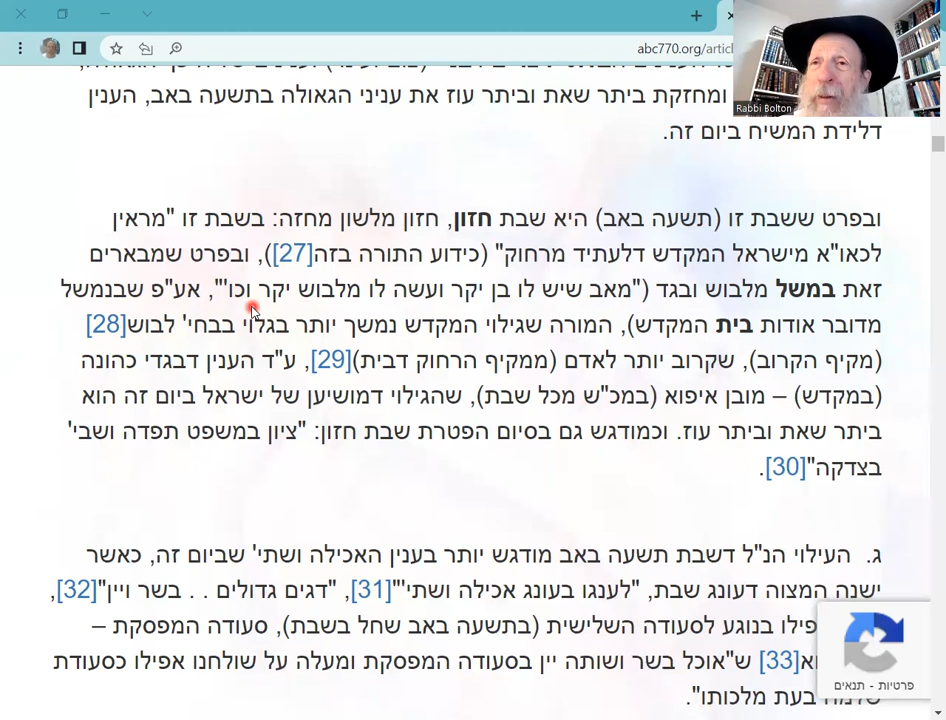 abc770.org/artic
Rabbi Bolton
ומחזקת ביתר שאת וביתר עוז את עניני הגאולה בתשעה באב, הענין
דלידת המשיח ביום זה.
ובפרט ששבת זו (תשעה באב) היא שבת חזון, חזון מלשון מחזה: בשבת זו "מראין
לכאו"א מישראל המקדש דלעתיד מרחוק" (כידוע התורה בזה[27]), ובפרט שמבארים
זאת במשל מלבוש ובגד ("מאב שיש לו בן יקר ועשה לו מלבוש יקר וכו'", אע"פ שבנמשל
מדובר אודות בית המקדש), המורה שגילוי המקדש נמשך יותר בגלוי בבחי' לבוש[28]
(מקיף הקרוב), שקרוב יותר לאדם (ממקיף הרחוק דבית)[29], ע"ד הענין דבגדי כהונה
(במקדש) – מובן איפוא (במכ"ש מכל שבת), שהגילוי דמושיען של ישראל ביום זה הוא
ביתר שאת וביתר עוז. וכמודגש גם בסיום הפטרת שבת חזון: "ציון במשפט תפדה ושבי'
בצדקה"[30].
ג. העילוי הנ"ל דשבת תשעה באב מודגש יותר בענין האכילה ושתי' שביום זה, כאשר
ישנה המצוה דעונג שבת, "לענגו בעונג אכילה ושתי'"[31], "דגים גדולים . . בשר ויין"[32],
פילו בנוגע לסעודה השלישית (בתשעה באב שחל בשבת), סעודה המפסקת –
וא[33] ש"אוכל בשר ושותה יין בסעודה המפסקת ומעלה על שולחנו אפילו כסעודת
שלמה בעת מלכותו".
פרטיות - תנאים